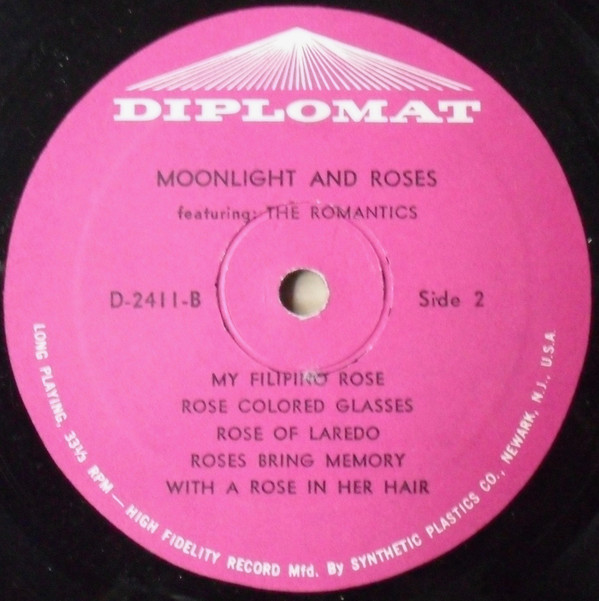 DIPLOMAT
MOONLIGHT AND ROSES
featuring: THE ROMANTICS
D-2411-B
Side 2
MY FILIPINO ROSE
ROSE COLORED GLASSES
ROSE OF LAREDO
ROSES BRING MEMORY
WITH A ROSE IN HER HAIR
LONG PLAYING, 33⅓ RPM — HIGH FIDELITY RECORD Mfd. By SYNTHETIC PLASTICS CO., NEWARK, N.J., U.S.A.